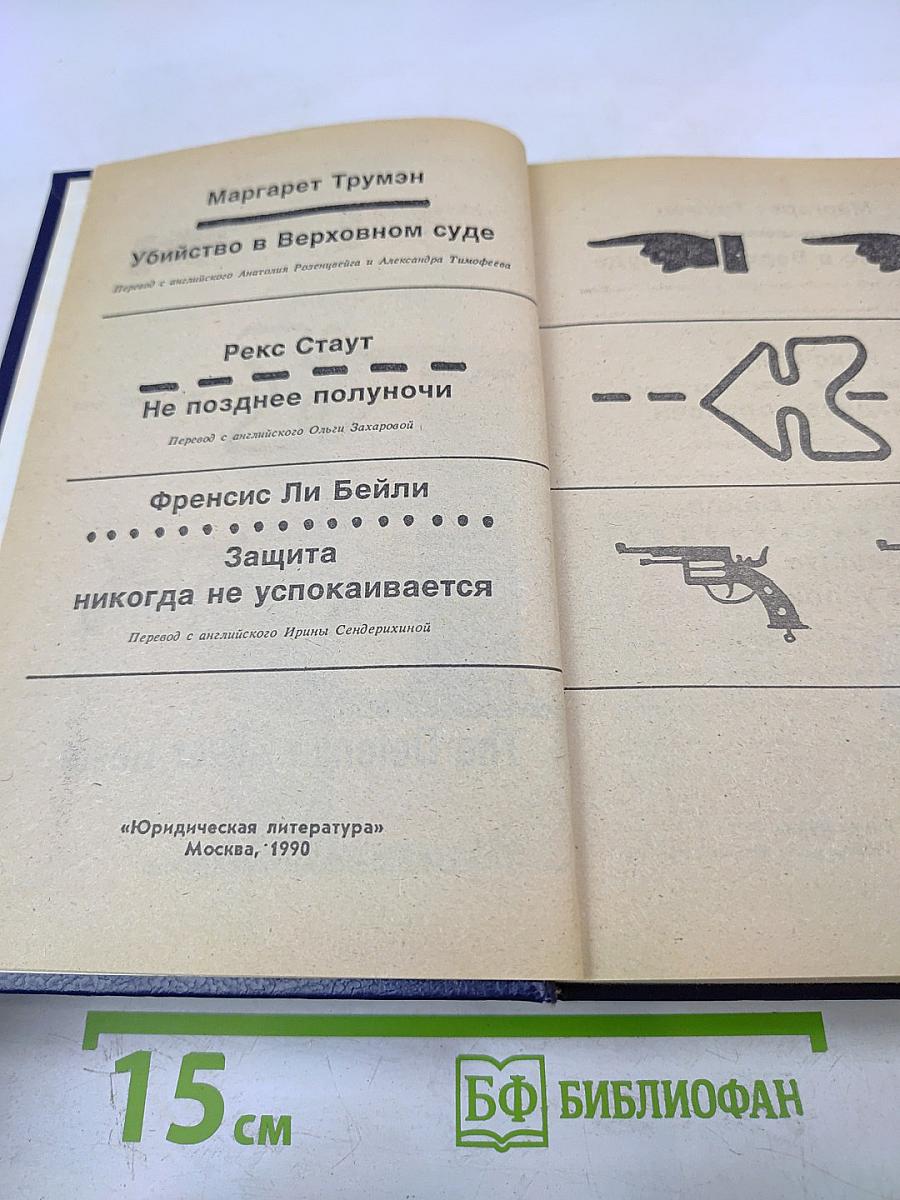 Маргарет Трумэн
Убийство в Верховном суде
Перевод с английского Анатолия Розенцвейга и Александра Тимофеева
Рекс Стаут
Не позднее полуночи
Перевод с английского Ольги Захаровой
Френсис Ли Бейли
Защита
никогда не успокаивается
Перевод с английского Ирины Сендерихиной
«Юридическая литература»
Москва, 1990
15 см
БФ БИБЛИОФАН